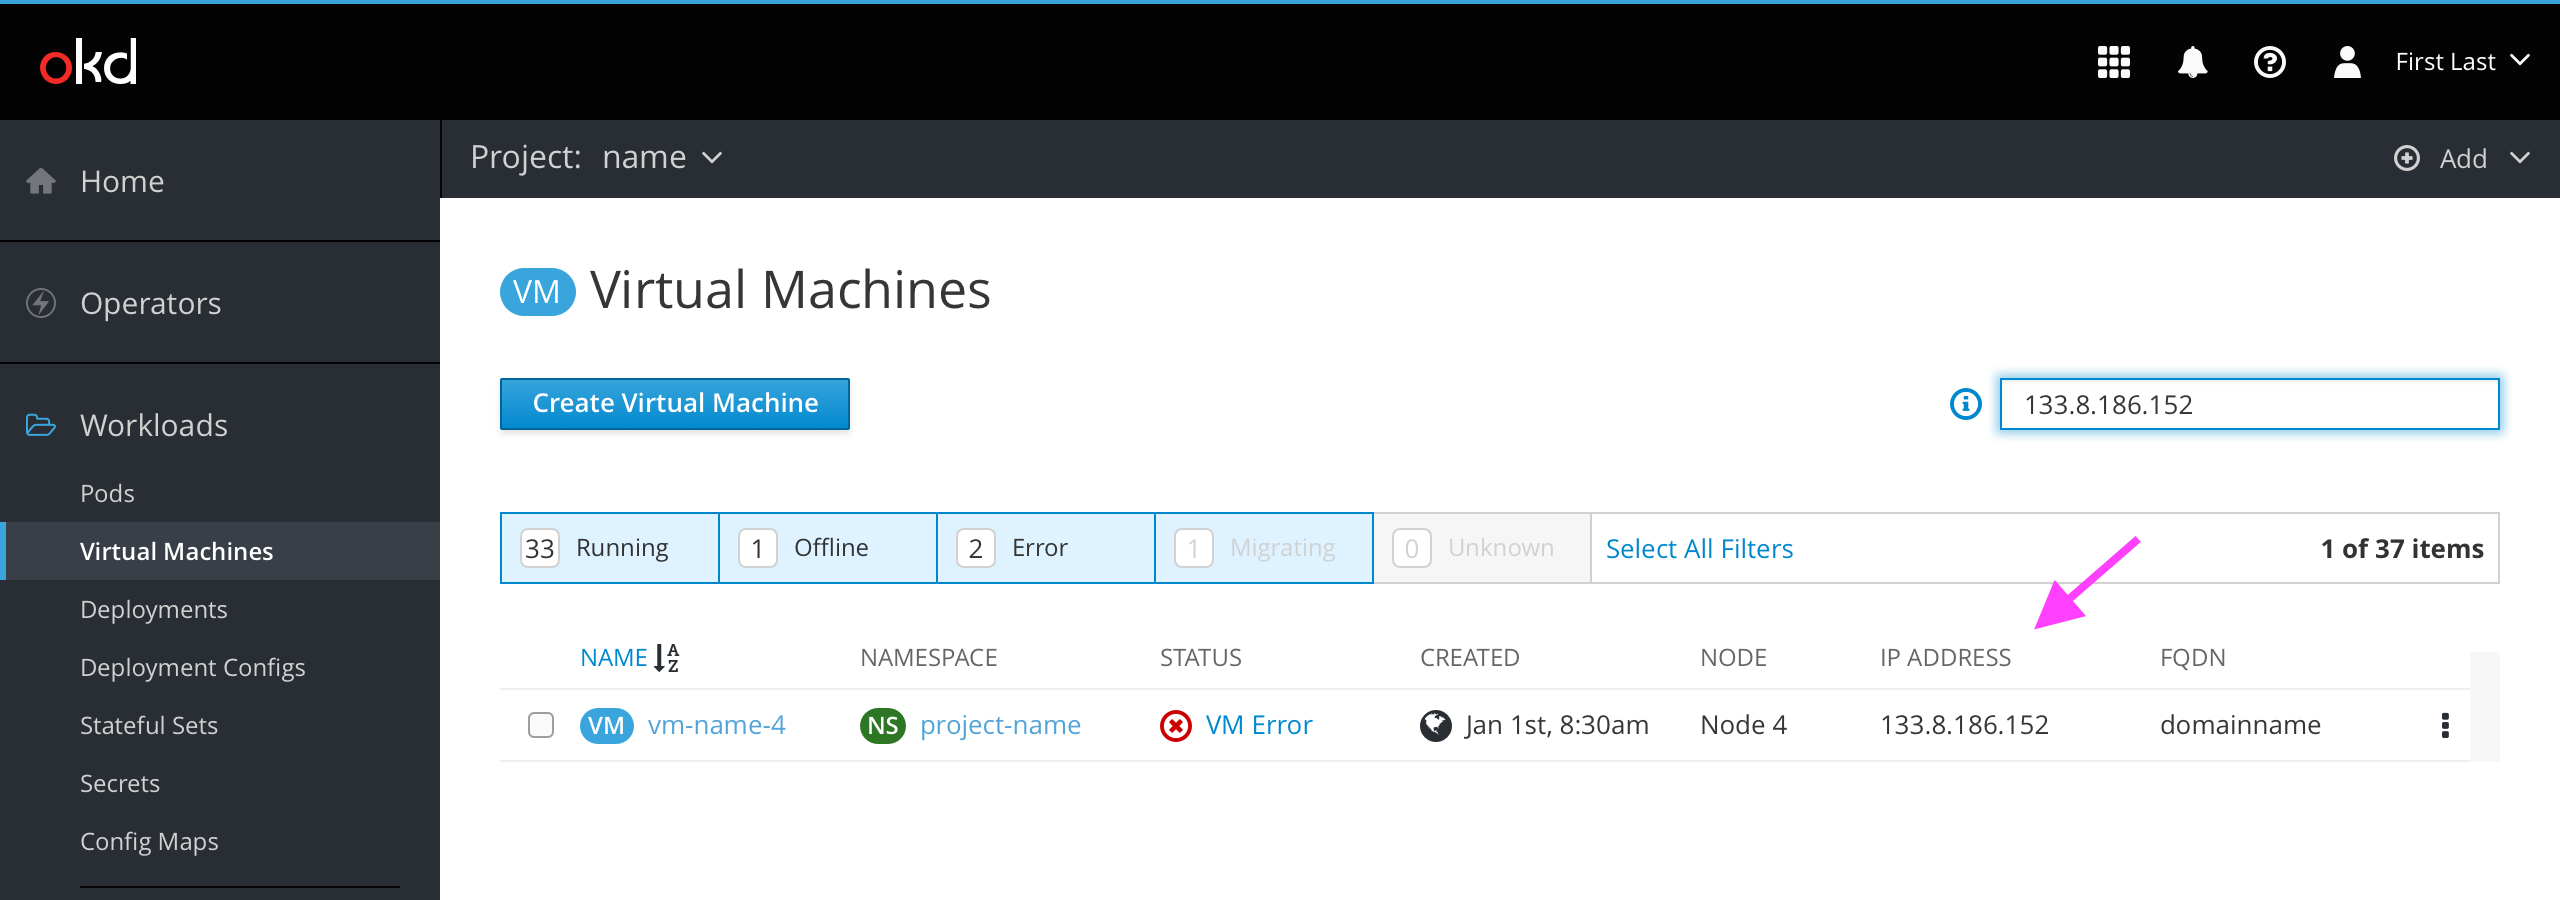 okd
First Last
Project: name
Add
Home
Operators
Workloads
Pods
Virtual Machines
Deployments
Deployment Configs
Stateful Sets
Secrets
Config Maps
VM Virtual Machines
Create Virtual Machine
133.8.186.152
33 Running 1 Offline 2 Error 1 Migrating 0 Unknown Select All Filters 1 of 37 items
NAME AZ NAMESPACE STATUS CREATED NODE IP ADDRESS FQDN
VM vm-name-4 NS project-name VM Error Jan 1st, 8:30am Node 4 133.8.186.152 domainname